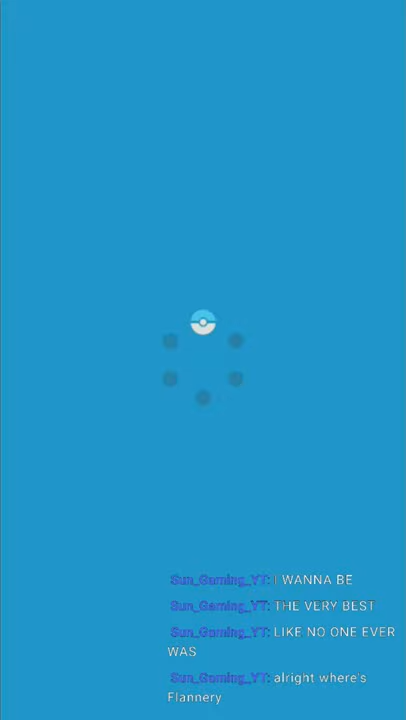 Sun_Gaming_YT: I WANNA BE
Sun_Gaming_YT: THE VERY BEST
Sun_Gaming_YT: LIKE NO ONE EVER
WAS
Sun_Gaming_YT: alright where's
Flannery